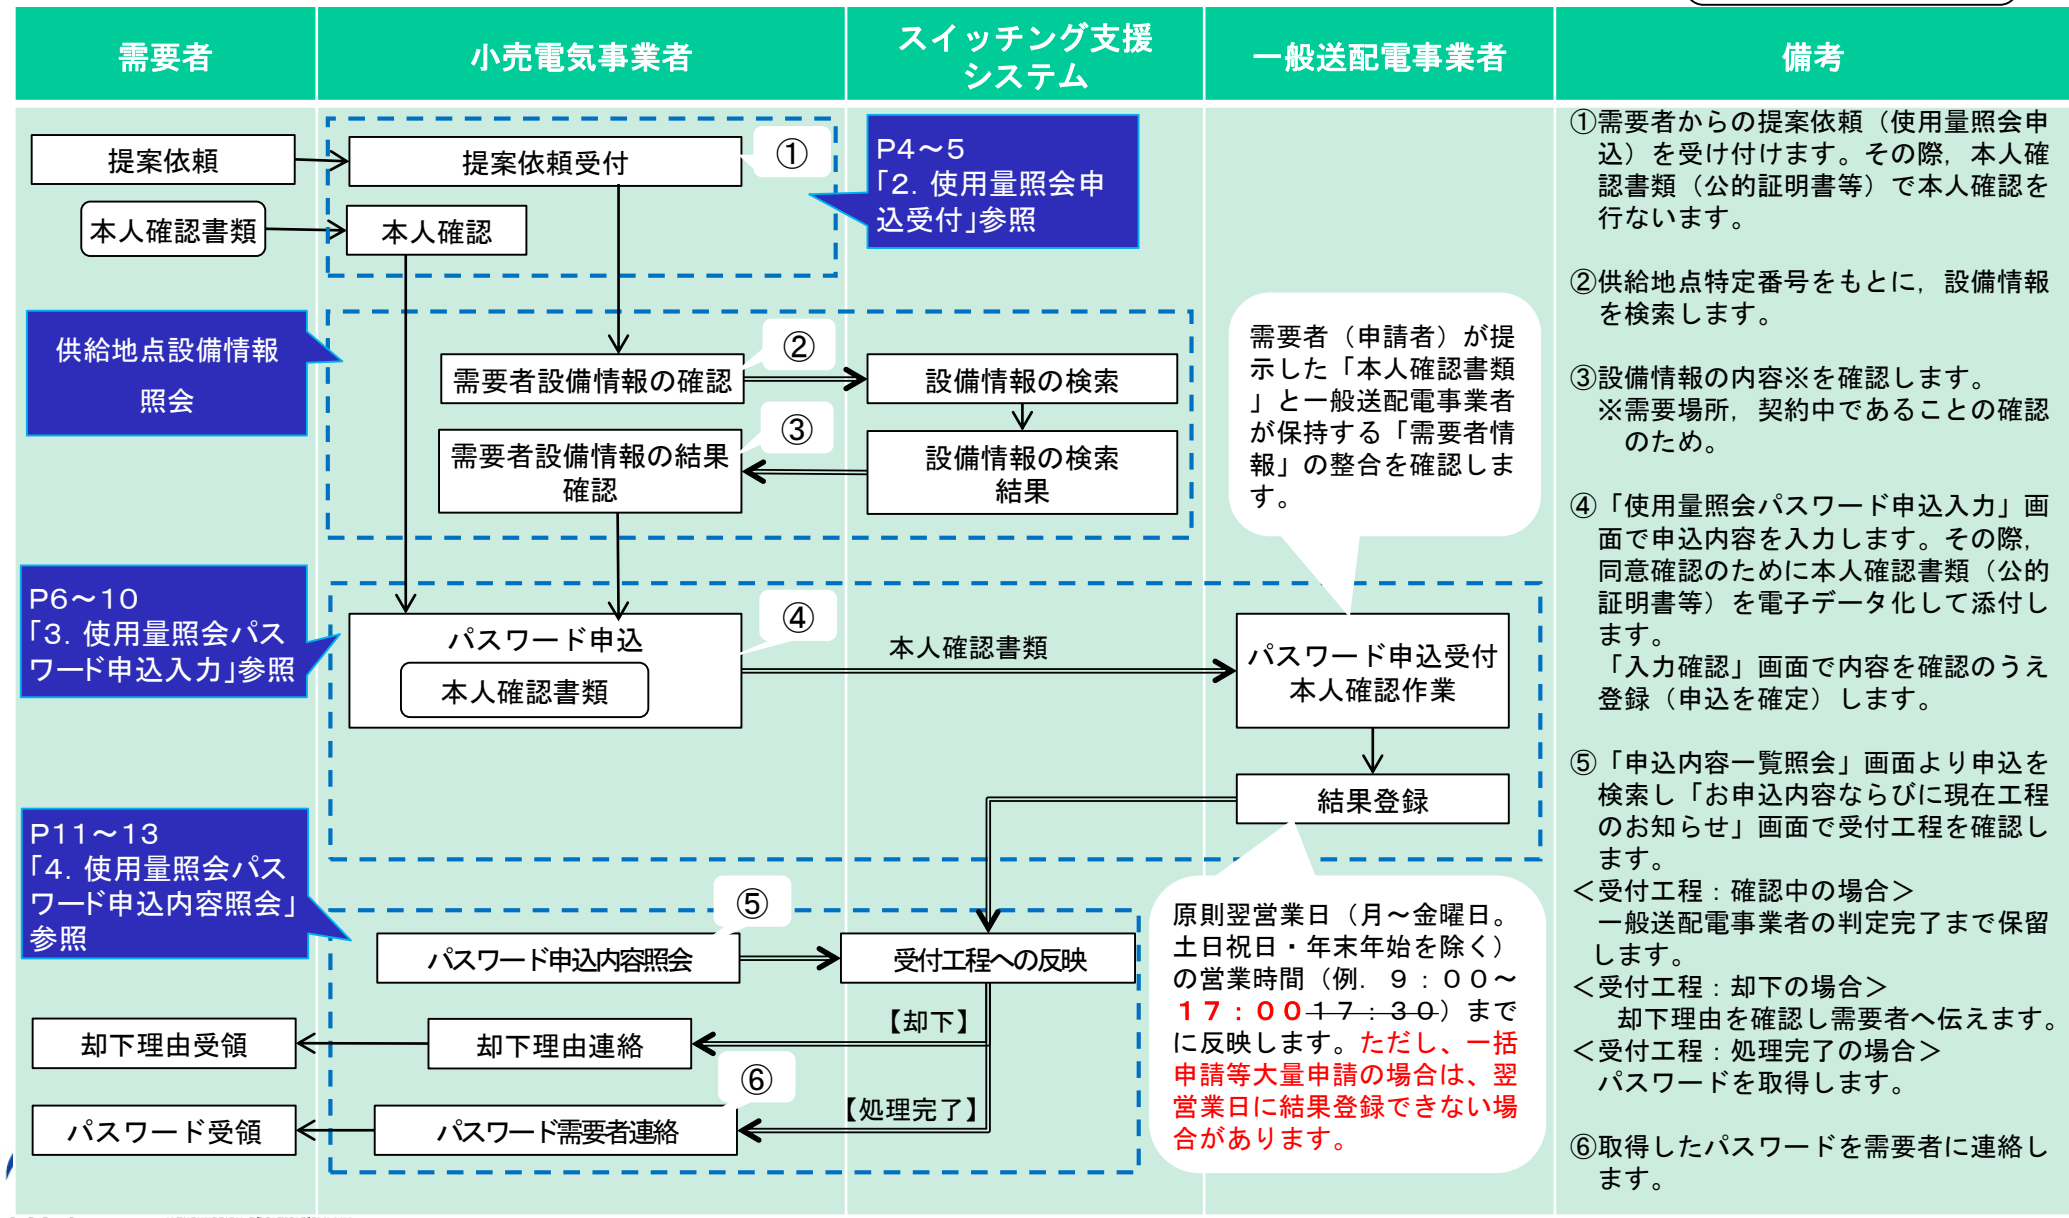 需要者
小売電気事業者
スイッチング支援
システム
一般送配電事業者
備考
提案依頼
提案依頼受付
①
P4～5
「2．使用量照会申
込受付」参照
本人確認書類
本人確認
供給地点設備情報
照会
需要者設備情報の確認
②
設備情報の検索
需要者設備情報の結果
確認
③
設備情報の検索
結果
需要者（申請者）が提
示した「本人確認書類
」と一般送配電事業者
が保持する「需要者情
報」の整合を確認しま
す。
P6～10
「3．使用量照会パス
ワード申込入力」参照
パスワード申込
本人確認書類
④
本人確認書類
パスワード申込受付
本人確認作業
結果登録
P11～13
「4．使用量照会パス
ワード申込内容照会」
参照
⑤
パスワード申込内容照会
受付工程への反映
原則翌営業日（月～金曜日。
土日祝日・年末年始を除く）
の営業時間（例．９：００～
１７：００１７：３０）まで
に反映します。ただし、一括
申請等大量申請の場合は、翌
営業日に結果登録できない場
合があります。
【却下】
却下理由受領
却下理由連絡
⑥
【処理完了】
パスワード受領
パスワード需要者連絡
①需要者からの提案依頼（使用量照会申
込）を受け付けます。その際，本人確
認書類（公的証明書等）で本人確認を
行ないます。
②供給地点特定番号をもとに，設備情報
を検索します。
③設備情報の内容※を確認します。
※需要場所，契約中であることの確認
のため。
④「使用量照会パスワード申込入力」画
面で申込内容を入力します。その際，
同意確認のために本人確認書類（公的
証明書等）を電子データ化して添付し
ます。
「入力確認」画面で内容を確認のうえ
登録（申込を確定）します。
⑤「申込内容一覧照会」画面より申込を
検索し「お申込内容ならびに現在工程
のお知らせ」画面で受付工程を確認し
ます。
＜受付工程：確認中の場合＞
一般送配電事業者の判定完了まで保留
します。
＜受付工程：却下の場合＞
却下理由を確認し需要者へ伝えます。
＜受付工程：処理完了の場合＞
パスワードを取得します。
⑥取得したパスワードを需要者に連絡し
ます。